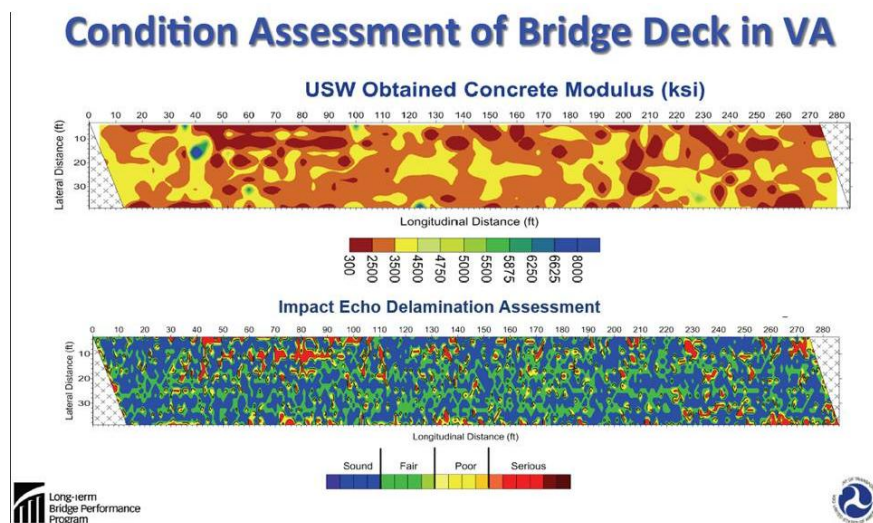 Condition Assessment of Bridge Deck in VA
USW Obtained Concrete Modulus (ksi)
0 10 20 30 40 50 60 70 80 90 100 110 120 130 140 150 160 170 180 190 200 210 220 230 240 250 260 270 280
Lateral Distance (ft)
10
20
30
Longitudinal Distance (ft)
300 2500 3500 4500 4750 5000 5500 5875 6250 6625 8000
Impact Echo Delamination Assessment
0 10 20 30 40 50 60 70 80 90 100 110 120 130 140 150 160 170 180 190 200 210 220 230 240 250 260 270 280
Lateral Distance (ft)
10
20
30
Longitudinal Distance (ft)
Sound Fair Poor Serious
Long-Term
Bridge Performance
Program